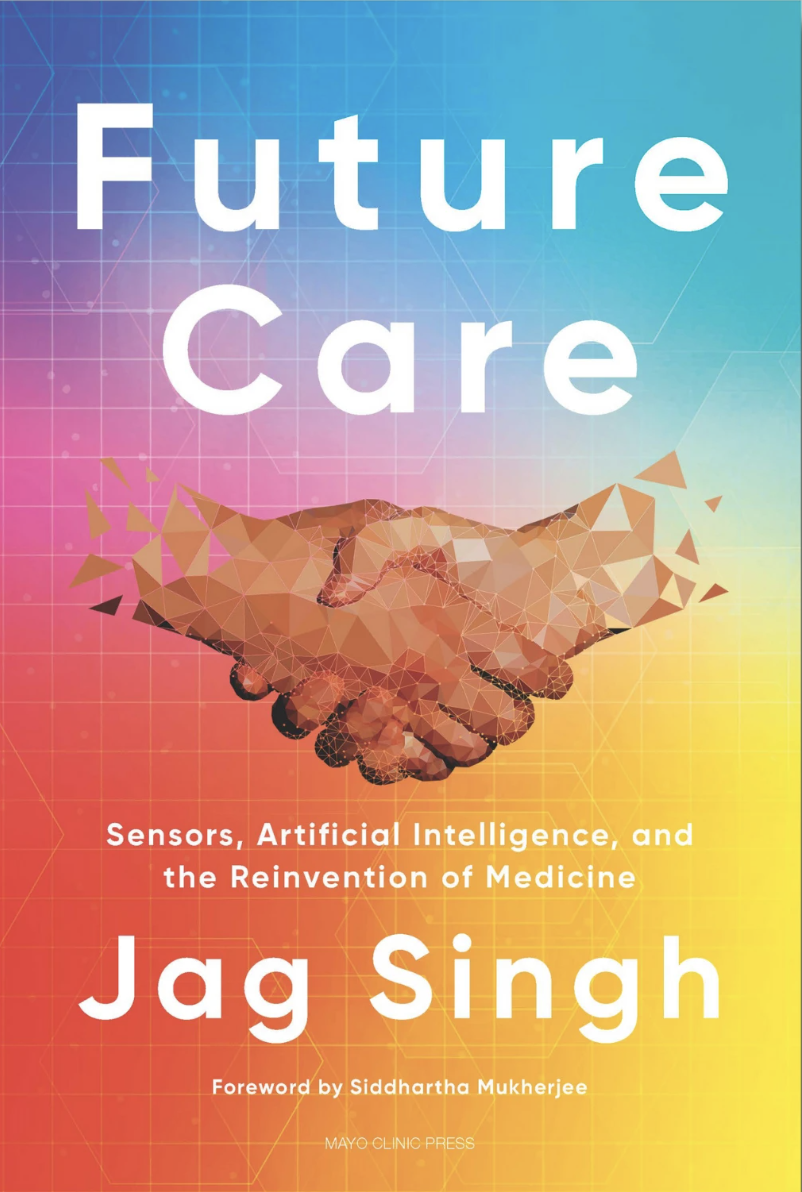 Future
Care
Sensors, Artificial Intelligence, and
the Reinvention of Medicine
Jag Singh
Foreword by Siddhartha Mukherjee
MAYO CLINIC PRESS